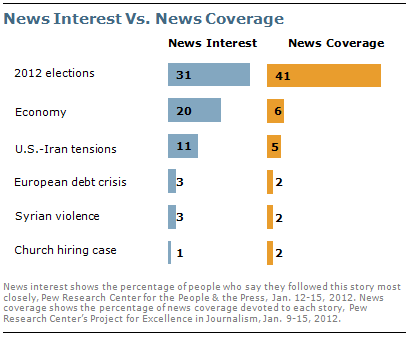 News Interest Vs. News Coverage
News Interest News Coverage
2012 elections 31 41
Economy 20 6
U.S.-Iran tensions 11 5
European debt crisis 3 2
Syrian violence 3 2
Church hiring case 1 2
News interest shows the percentage of people who say they followed this story most
closely, Pew Research Center for the People & the Press, Jan. 12-15, 2012. News
coverage shows the percentage of news coverage devoted to each story, Pew
Research Center's Project for Excellence in Journalism, Jan. 9-15, 2012.